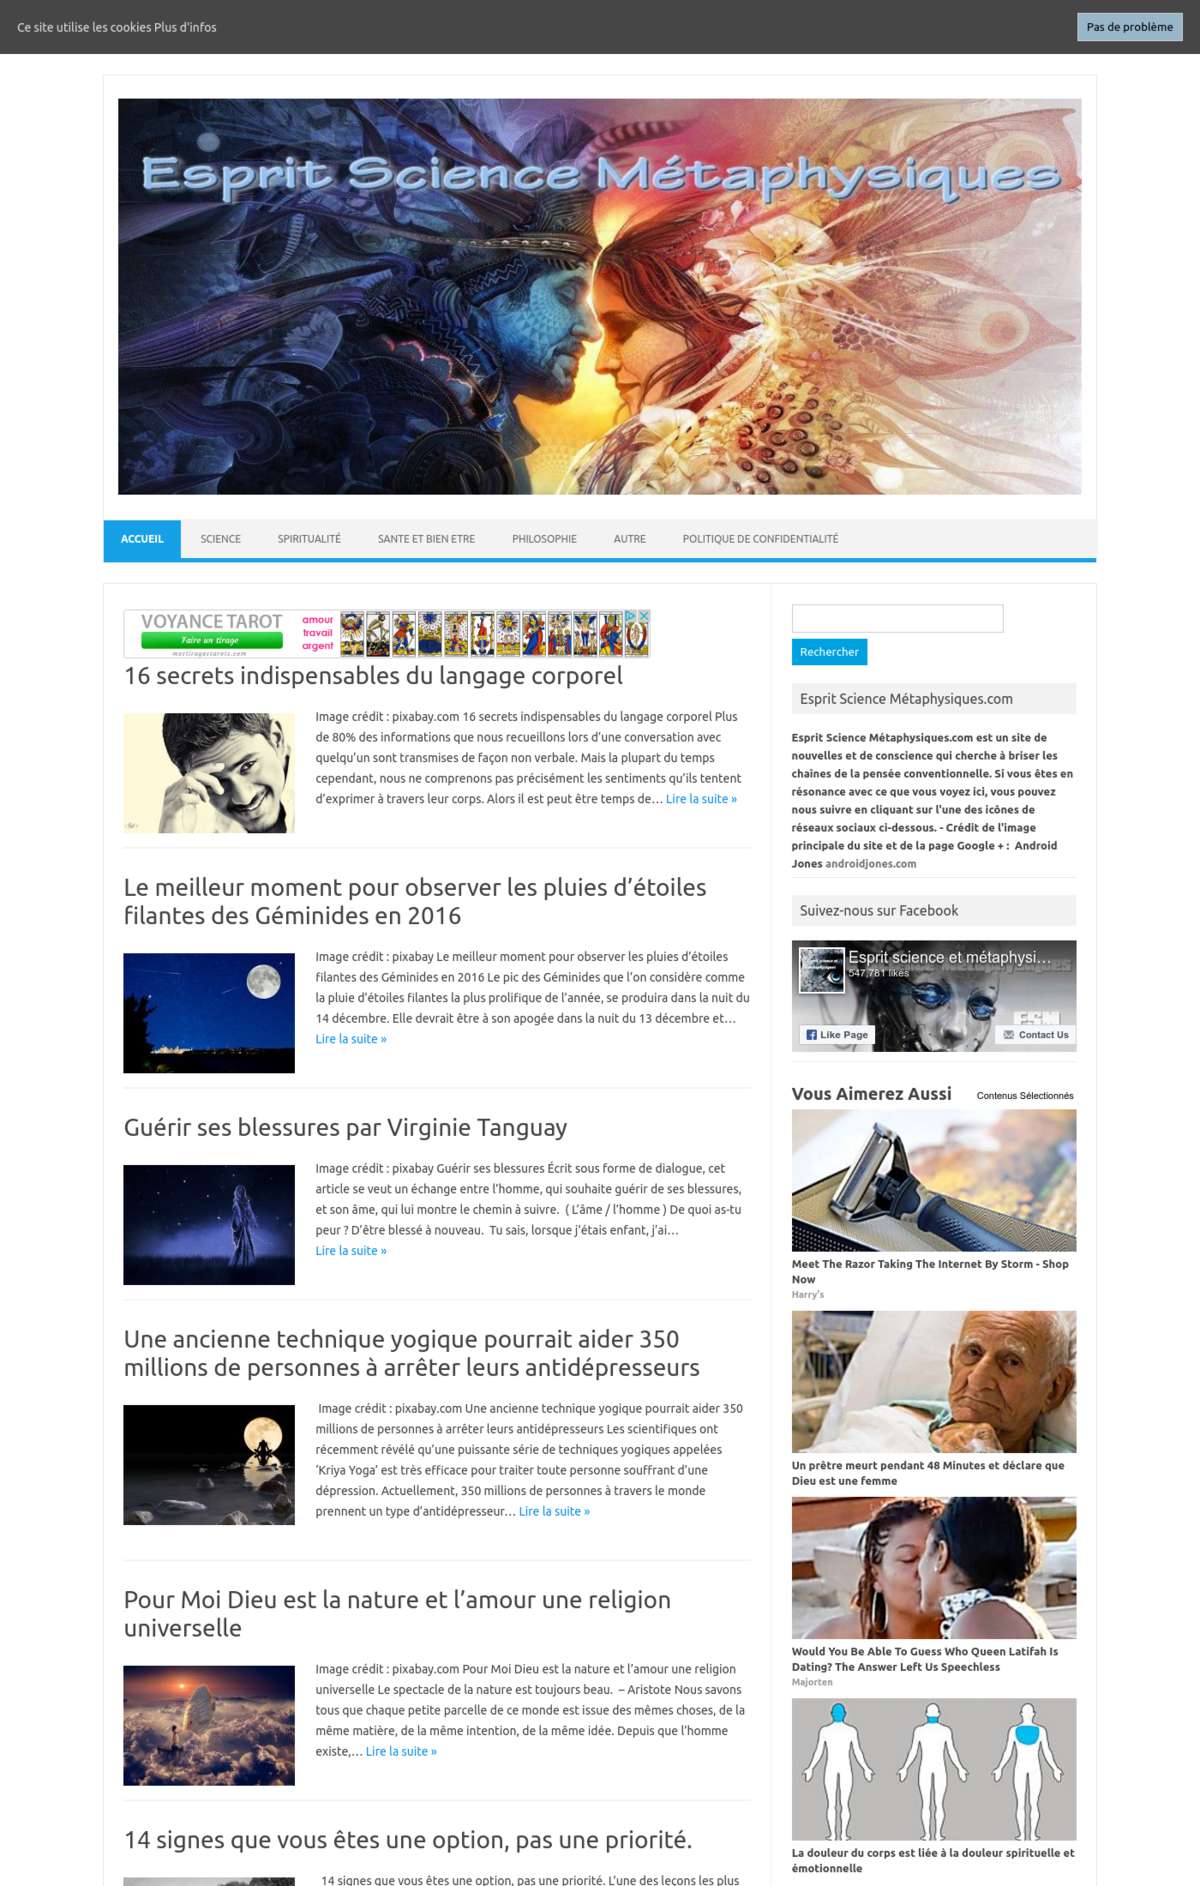 Ce site utilise les cookies Plus d'infos
Pas de problème
Esprit Science Métaphysiques
ACCUEIL
SCIENCE
SPIRITUALITÉ
SANTE ET BIEN ETRE
PHILOSOPHIE
AUTRE
POLITIQUE DE CONFIDENTIALITÉ
VOYANCE TAROT
Faire un tirage
mestiragestarots.com
amour
travail
argent
16 secrets indispensables du langage corporel
Image crédit : pixabay.com 16 secrets indispensables du langage corporel Plus
de 80% des informations que nous recueillons lors d’une conversation avec
quelqu’un sont transmises de façon non verbale. Mais la plupart du temps
cependant, nous ne comprenons pas précisément les sentiments qu’ils tentent
d’exprimer à travers leur corps. Alors il est peut être temps de… Lire la suite »
Le meilleur moment pour observer les pluies d’étoiles
filantes des Géminides en 2016
Image crédit : pixabay Le meilleur moment pour observer les pluies d’étoiles
filantes des Géminides en 2016 Le pic des Géminides que l’on considère comme
la pluie d’étoiles filantes la plus prolifique de l’année, se produira dans la nuit du
14 décembre. Elle devrait être à son apogée dans la nuit du 13 décembre et…
Lire la suite »
Guérir ses blessures par Virginie Tanguay
Image crédit : pixabay Guérir ses blessures Écrit sous forme de dialogue, cet
article se veut un échange entre l’homme, qui souhaite guérir de ses blessures,
et son âme, qui lui montre le chemin à suivre.  ( L’âme / l’homme ) De quoi as-tu
peur ? D’être blessé à nouveau.  Tu sais, lorsque j’étais enfant, j’ai…
Lire la suite »
Une ancienne technique yogique pourrait aider 350
millions de personnes à arrêter leurs antidépresseurs
Image crédit : pixabay.com Une ancienne technique yogique pourrait aider 350
millions de personnes à arrêter leurs antidépresseurs Les scientifiques ont
récemment révélé qu’une puissante série de techniques yogiques appelées
‘Kriya Yoga’ est très efficace pour traiter toute personne souffrant d’une
dépression. Actuellement, 350 millions de personnes à travers le monde
prennent un type d’antidépresseur… Lire la suite »
Pour Moi Dieu est la nature et l’amour une religion
universelle
Image crédit : pixabay.com Pour Moi Dieu est la nature et l’amour une religion
universelle Le spectacle de la nature est toujours beau.  – Aristote Nous savons
tous que chaque petite parcelle de ce monde est issue des mêmes choses, de la
même matière, de la même intention, de la même idée. Depuis que l’homme
existe,… Lire la suite »
14 signes que vous êtes une option, pas une priorité.
14 signes que vous êtes une option, pas une priorité. L’une des leçons les plus
Rechercher
Esprit Science Métaphysiques.com
Esprit Science Métaphysiques.com est un site de
nouvelles et de conscience qui cherche à briser les
chaînes de la pensée conventionnelle. Si vous êtes en
résonance avec ce que vous voyez ici, vous pouvez
nous suivre en cliquant sur l'une des icônes de
réseaux sociaux ci-dessous. - Crédit de l'image
principale du site et de la page Google + :  Android
Jones androidjones.com
Suivez-nous sur Facebook
Esprit science et métaphysi...
547,781 likes
Like Page
Contact Us
Vous Aimerez Aussi
Contenus Sélectionnés
Meet The Razor Taking The Internet By Storm - Shop
Now
Harry's
Un prêtre meurt pendant 48 Minutes et déclare que
Dieu est une femme
Would You Be Able To Guess Who Queen Latifah Is
Dating? The Answer Left Us Speechless
Majorten
La douleur du corps est liée à la douleur spirituelle et
émotionnelle